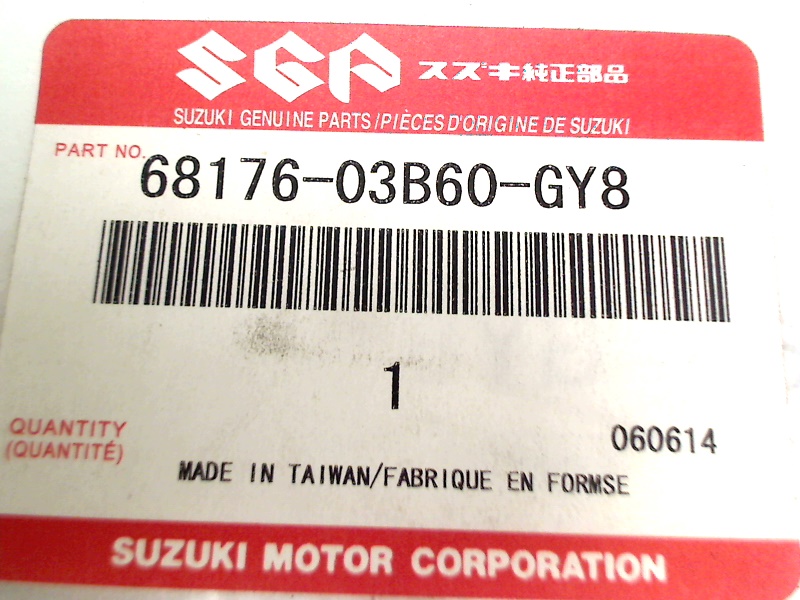 SGP スズキ純正部品
SUZUKI GENUINE PARTS/PIÈCES D'ORIGINE DE SUZUKI
PART NO. 68176-03B60-GY8
1
QUANTITY
(QUANTITÉ)
060614
MADE IN TAIWAN/FABRIQUE EN FORMSE
SUZUKI MOTOR CORPORATION